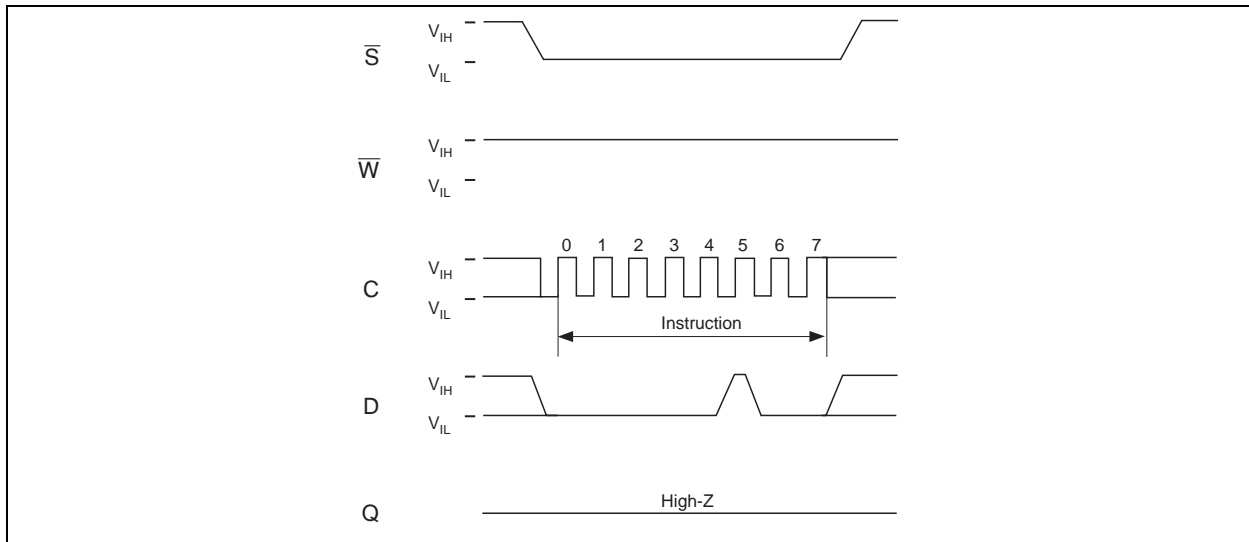 S̅ V_IH
V_IL
W̅ V_IH
V_IL
0 1 2 3 4 5 6 7
C V_IH
V_IL
Instruction
D V_IH
V_IL
Q High-Z